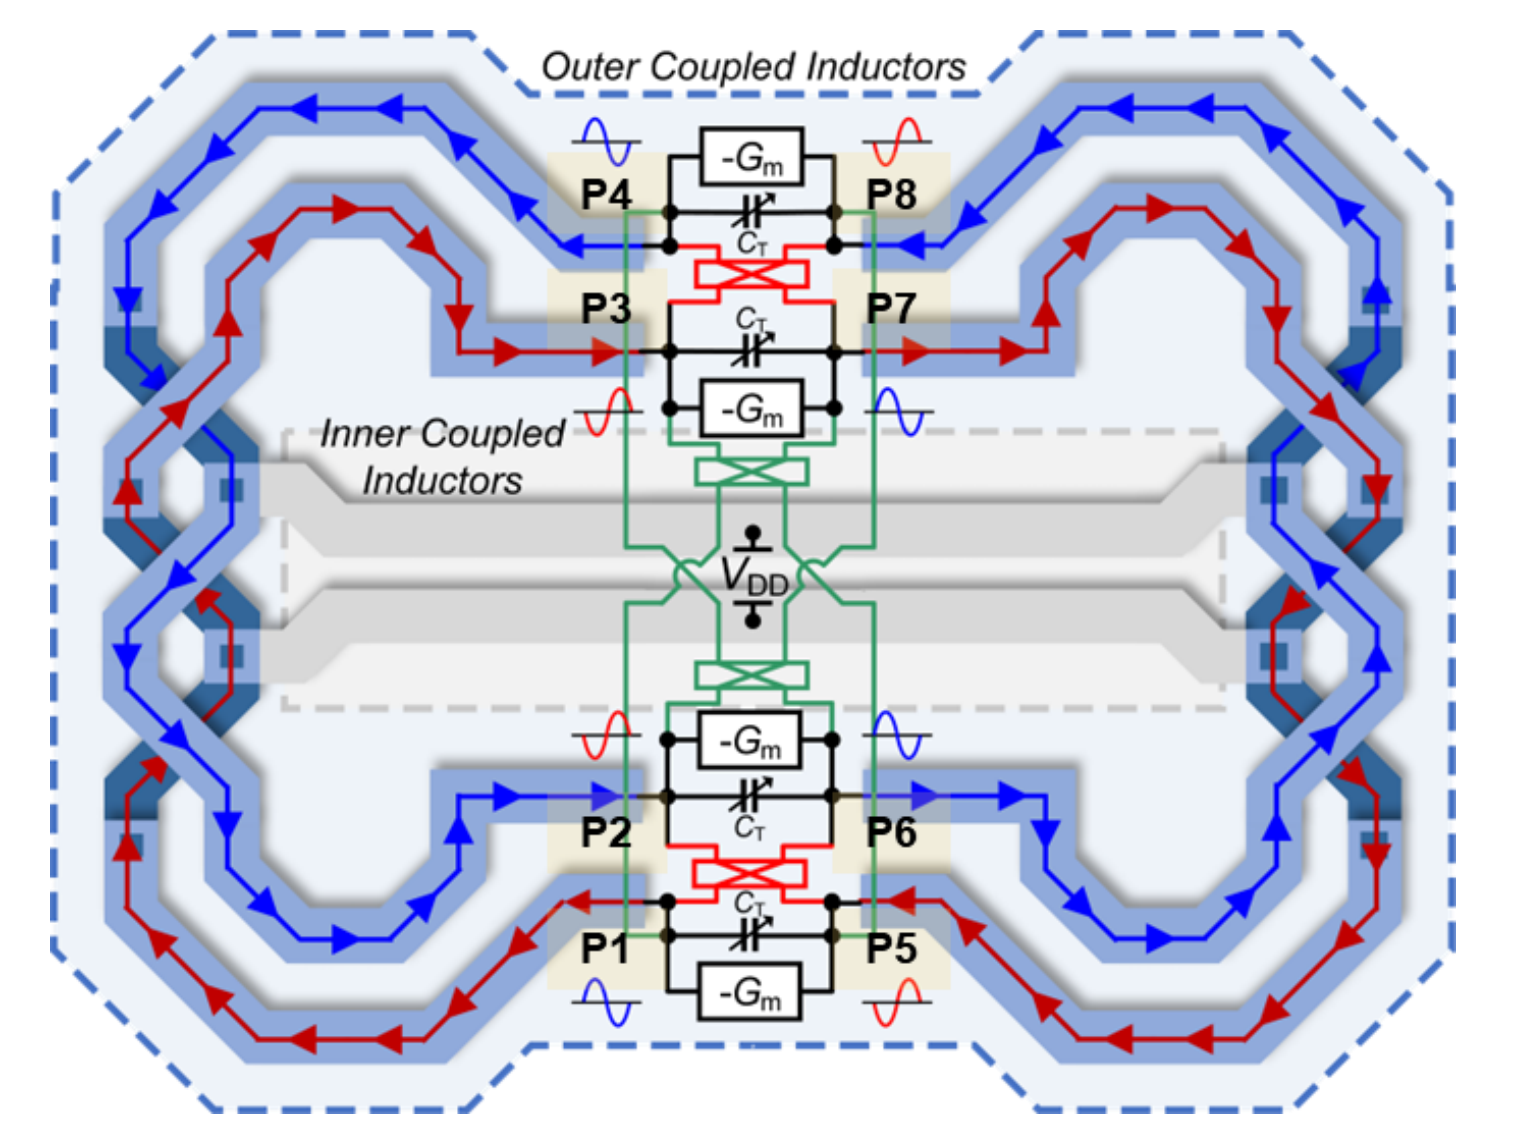 Outer Coupled Inductors
-Gm
P4
P8
CT
P3
P7
CT
-Gm
Inner Coupled
Inductors
VDD
-Gm
P2
P6
CT
CT
P1
P5
-Gm